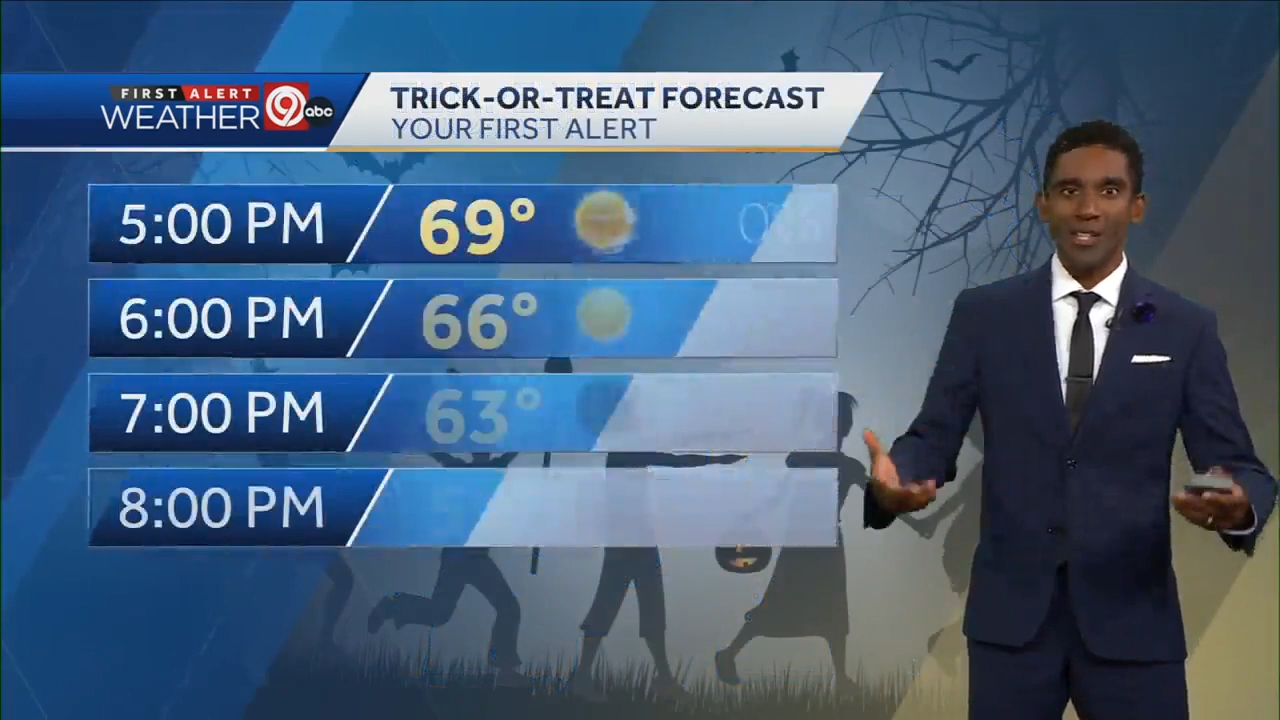 FIRST ALERT
WEATHER 9 abc
TRICK-OR-TREAT FORECAST
YOUR FIRST ALERT
5:00 PM 69° 0%
6:00 PM 66°
7:00 PM 63°
8:00 PM